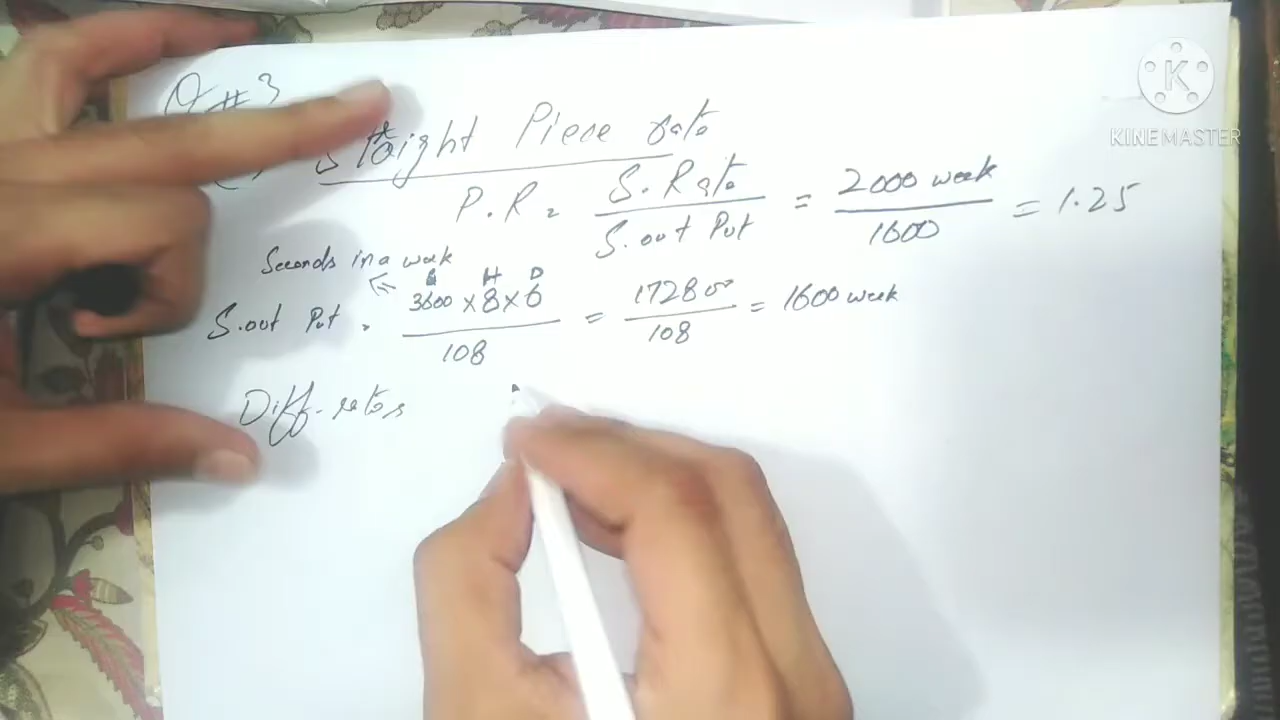 Q#3
Straight Piece rate
P.R = S.Rate / S.out Put = 2000 week / 1600 = 1.25
Seconds in a week
S H D
S.out Put = 3600 × 8 × 6 / 108 = 172800 / 108 = 1600 week
Diff-rates
K
KINEMASTER